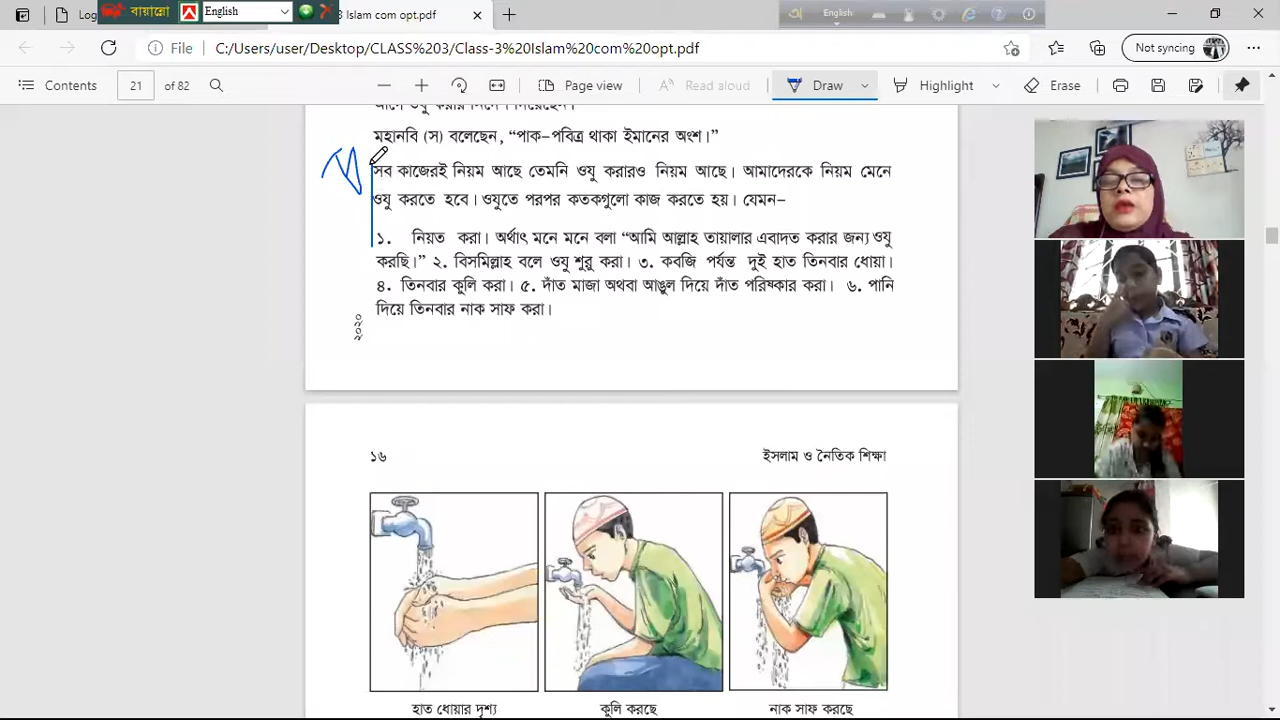 বায়ান্নো English
3 Islam com opt.pdf
English
File C:/Users/user/Desktop/CLASS%203/Class-3%20Islam%20com%20opt.pdf Not syncing
Contents 21 of 82 Page view Read aloud Draw Highlight Erase
মহানবি (স) বলেছেন, “পাক-পবিত্র থাকা ইমানের অংশ।”
সব কাজেরই নিয়ম আছে তেমনি ওযু করারও নিয়ম আছে। আমাদেরকে নিয়ম মেনে
ওযু করতে হবে। ওযুতে পরপর কতকগুলো কাজ করতে হয়। যেমন-
১. নিয়ত করা। অর্থাৎ মনে মনে বলা “আমি আল্লাহ তায়ালার এবাদত করার জন্য ওযু
করছি।” ২. বিসমিল্লাহ বলে ওযু শুরু করা। ৩. কবজি পর্যন্ত দুই হাত তিনবার ধোয়া।
৪. তিনবার কুলি করা। ৫. দাঁত মাজা অথবা আঙুল দিয়ে দাঁত পরিষ্কার করা। ৬. পানি
দিয়ে তিনবার নাক সাফ করা।
২০২০
১৬ ইসলাম ও নৈতিক শিক্ষা
হাত ধোয়ার দৃশ্য কুলি করছে নাক সাফ করছে